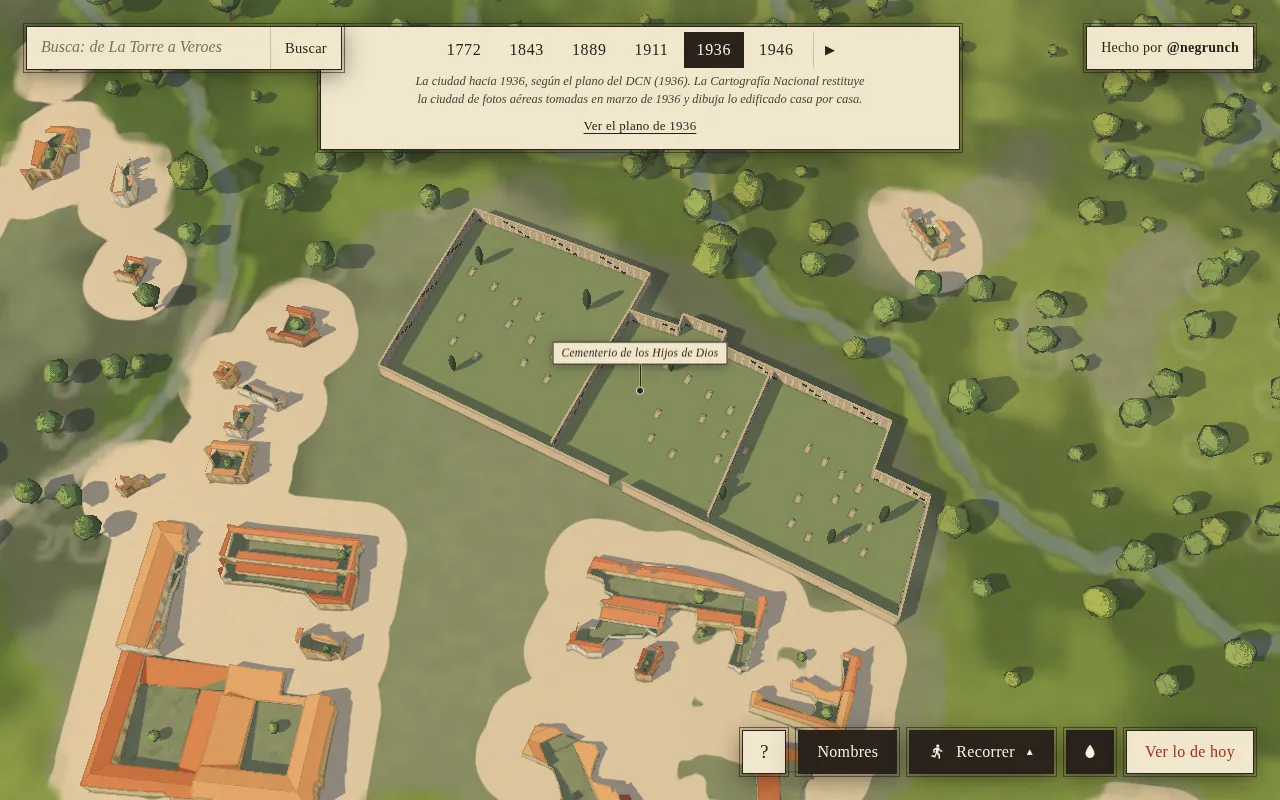 Busca: de La Torre a Veroes
Buscar
1772 1843 1889 1911 1936 1946 ▶
La ciudad hacia 1936, según el plano del DCN (1936). La Cartografía Nacional restituye
la ciudad de fotos aéreas tomadas en marzo de 1936 y dibuja lo edificado casa por casa.
Ver el plano de 1936
Hecho por @negrunch
Cementerio de los Hijos de Dios
?
Nombres
Recorrer ▲
Ver lo de hoy